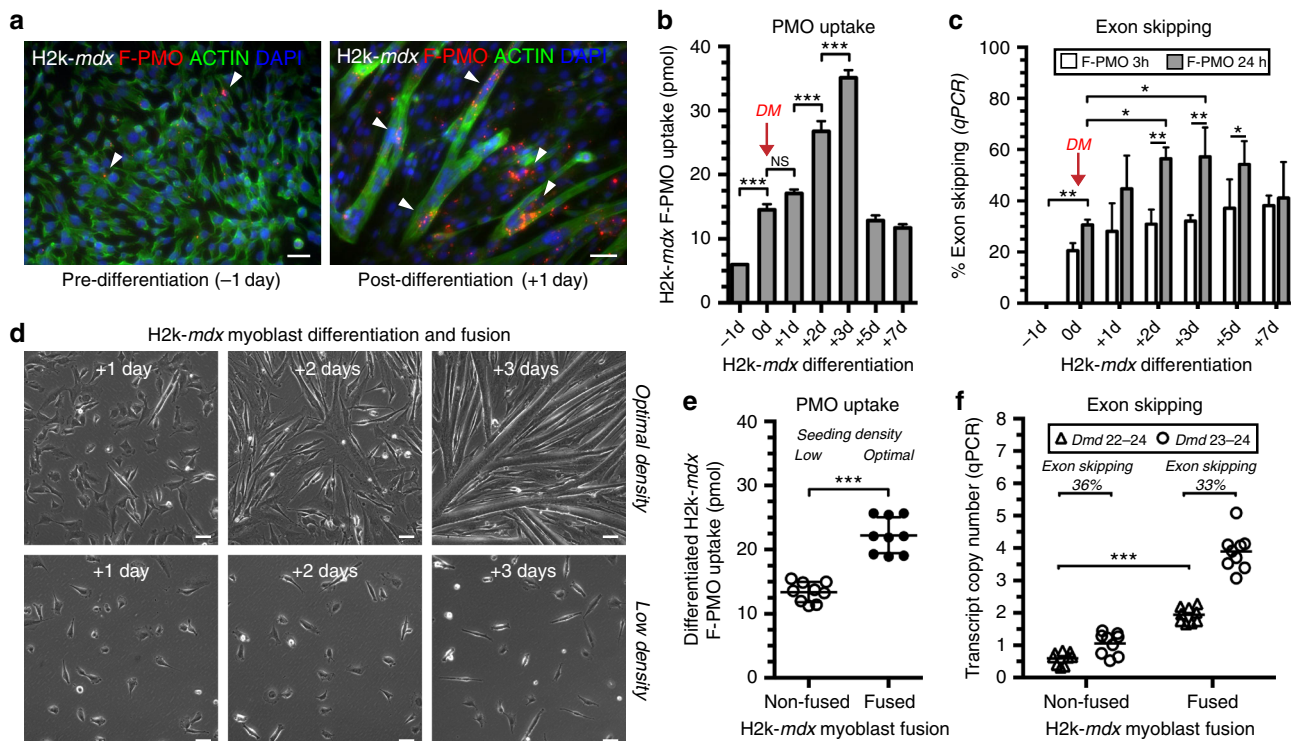 a
H2k-mdx F-PMO ACTIN DAPI
H2k-mdx F-PMO ACTIN DAPI
Pre-differentiation (–1 day)
Post-differentiation (+1 day)
b
PMO uptake
H2k-mdx F-PMO uptake (pmol)
40
30
20
10
0
***
DM
NS
***
***
–1d
0d
+1d
+2d
+3d
+5d
+7d
H2k-mdx differentiation
c
Exon skipping
% Exon skipping (qPCR)
100
80
60
40
20
0
F-PMO 3h
F-PMO 24 h
*
*
**
**
*
DM
**
–1d
0d
+1d
+2d
+3d
+5d
+7d
H2k-mdx differentiation
d
H2k-mdx myoblast differentiation and fusion
+1 day
+2 days
+3 days
Optimal density
+1 day
+2 days
+3 days
Low density
e
PMO uptake
Differentiated H2k-mdx
F-PMO uptake (pmol)
40
30
20
10
0
Seeding density
Low
Optimal
***
Non-fused
Fused
H2k-mdx myoblast fusion
f
Exon skipping
Transcript copy number (qPCR)
8
7
6
5
4
3
2
1
0
Dmd 22–24
Dmd 23–24
Exon skipping
36%
Exon skipping
33%
***
Non-fused
Fused
H2k-mdx myoblast fusion